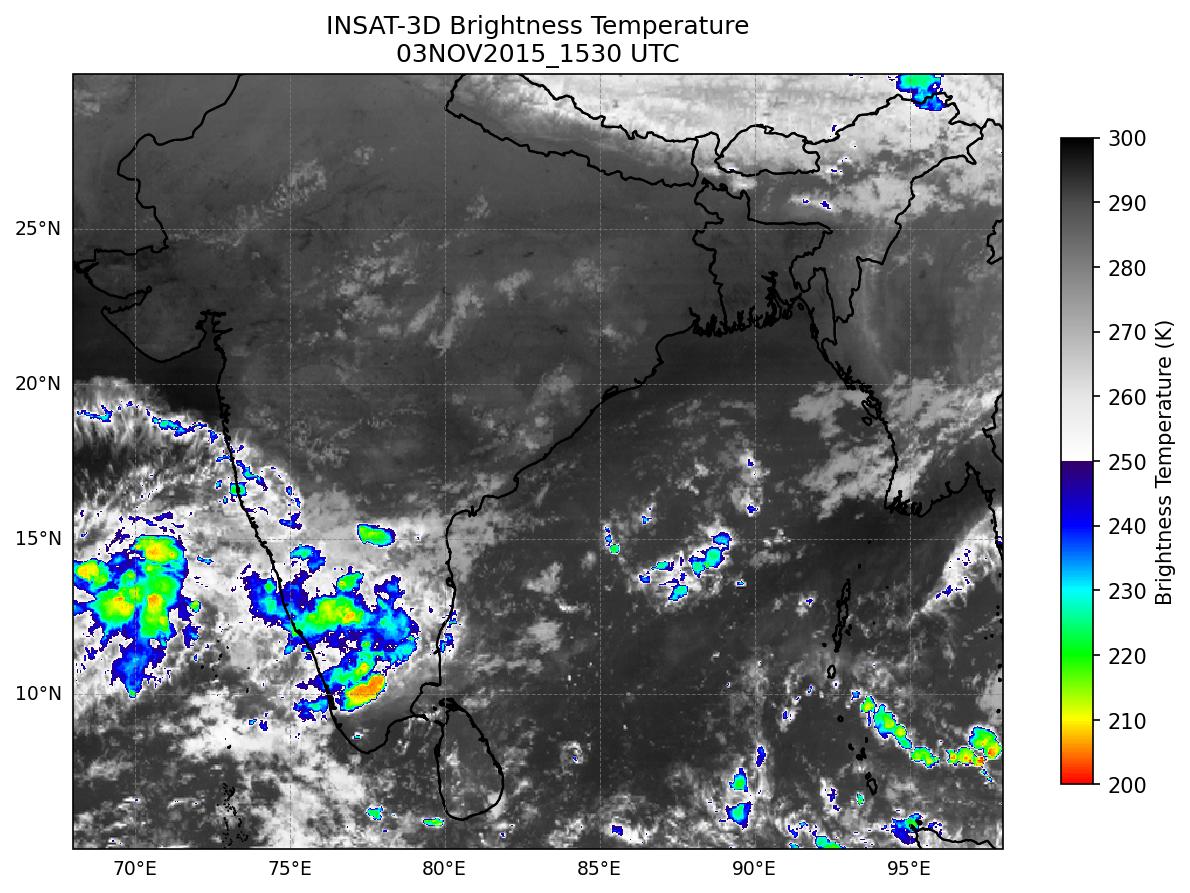 INSAT-3D Brightness Temperature
03NOV2015_1530 UTC
25°N
20°N
15°N
10°N
70°E
75°E
80°E
85°E
90°E
95°E
300
290
280
270
260
250
240
230
220
210
200
Brightness Temperature (K)